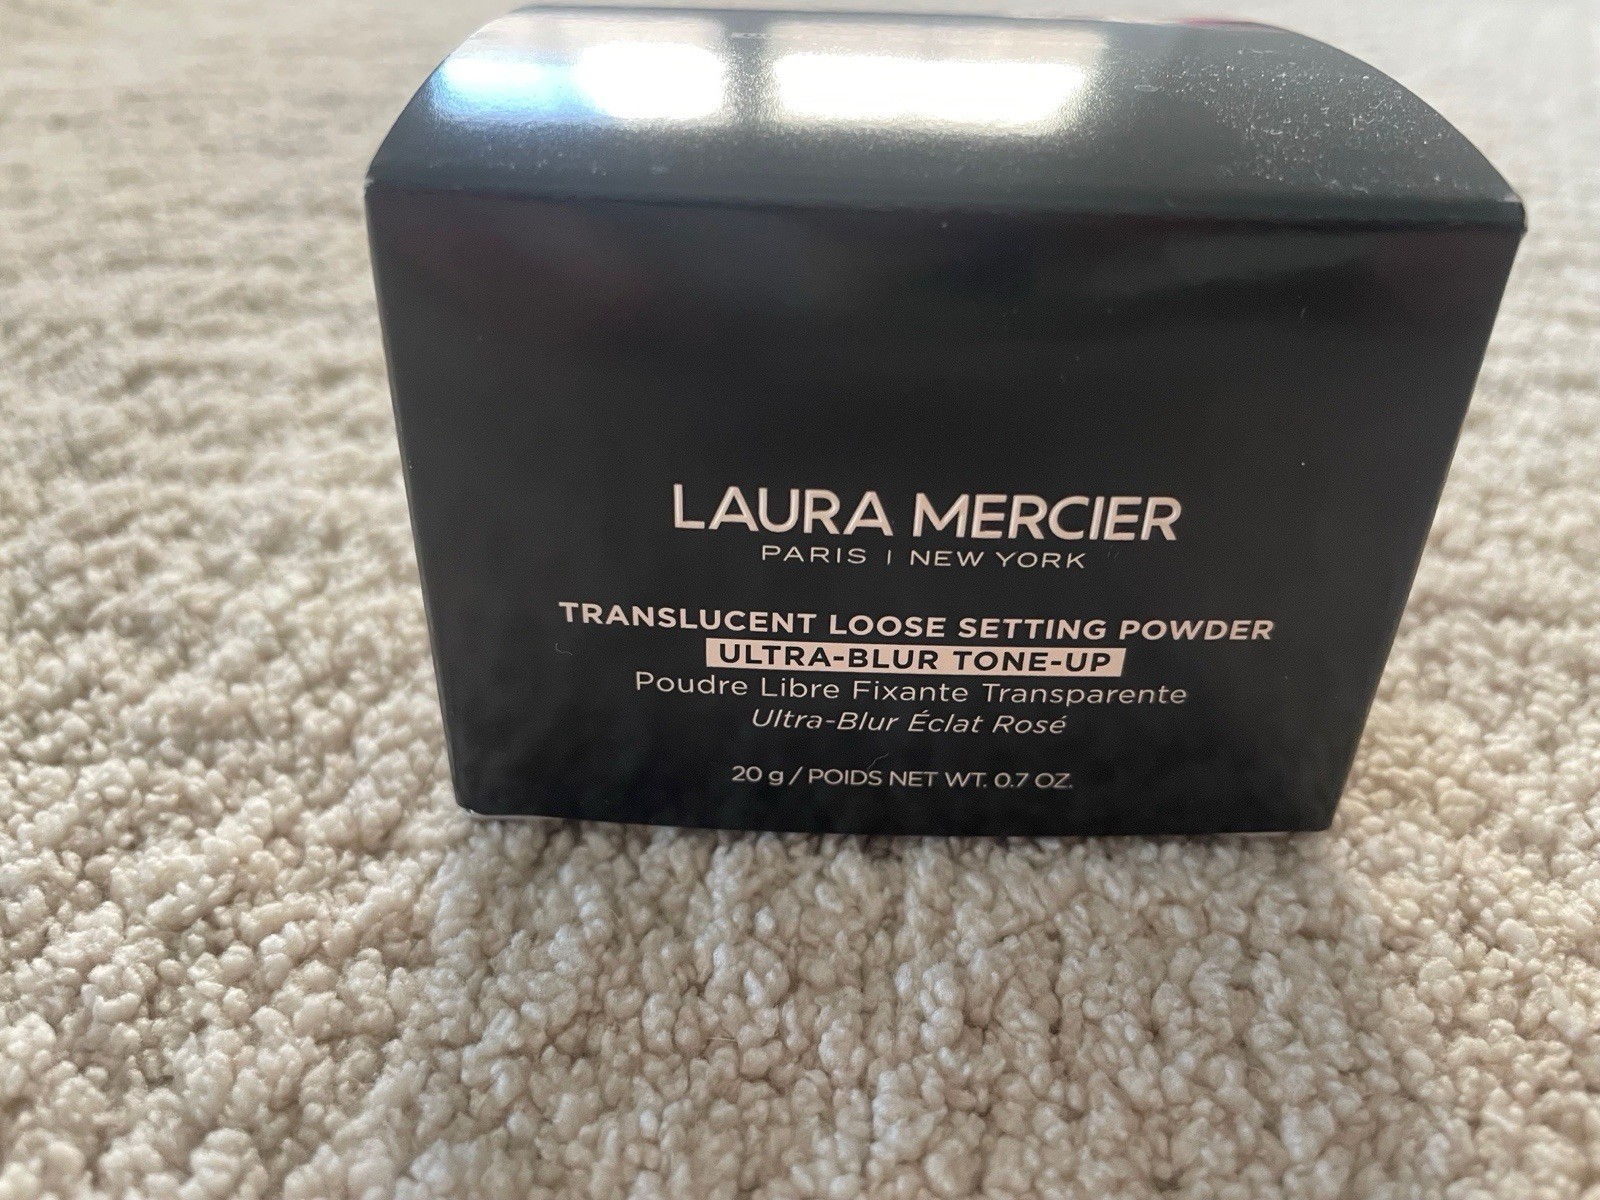 LAURA MERCIER
PARIS | NEW YORK
TRANSLUCENT LOOSE SETTING POWDER
ULTRA-BLUR TONE-UP
Poudre Libre Fixante Transparente
Ultra-Blur Éclat Rosé
20 g / POIDS NET WT. 0.7 OZ.